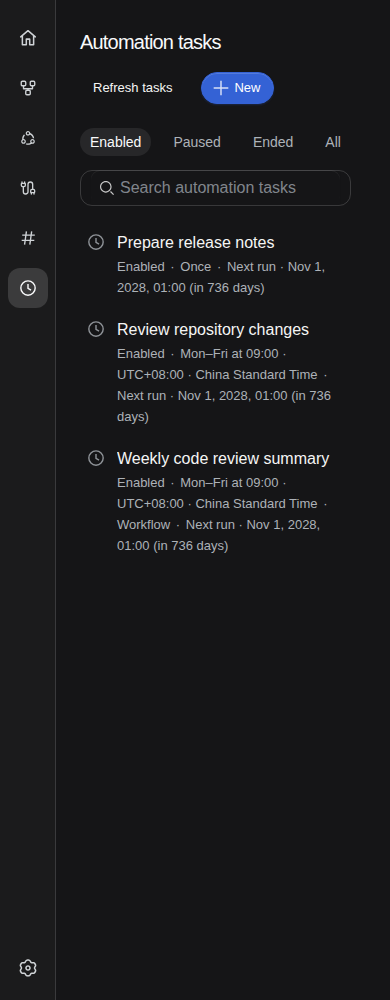 Automation tasks
Refresh tasks
New
Enabled
Paused
Ended
All
Search automation tasks
Prepare release notes
Enabled · Once · Next run · Nov 1,
2028, 01:00 (in 736 days)
Review repository changes
Enabled · Mon–Fri at 09:00 ·
UTC+08:00 · China Standard Time ·
Next run · Nov 1, 2028, 01:00 (in 736
days)
Weekly code review summary
Enabled · Mon–Fri at 09:00 ·
UTC+08:00 · China Standard Time ·
Workflow · Next run · Nov 1, 2028,
01:00 (in 736 days)